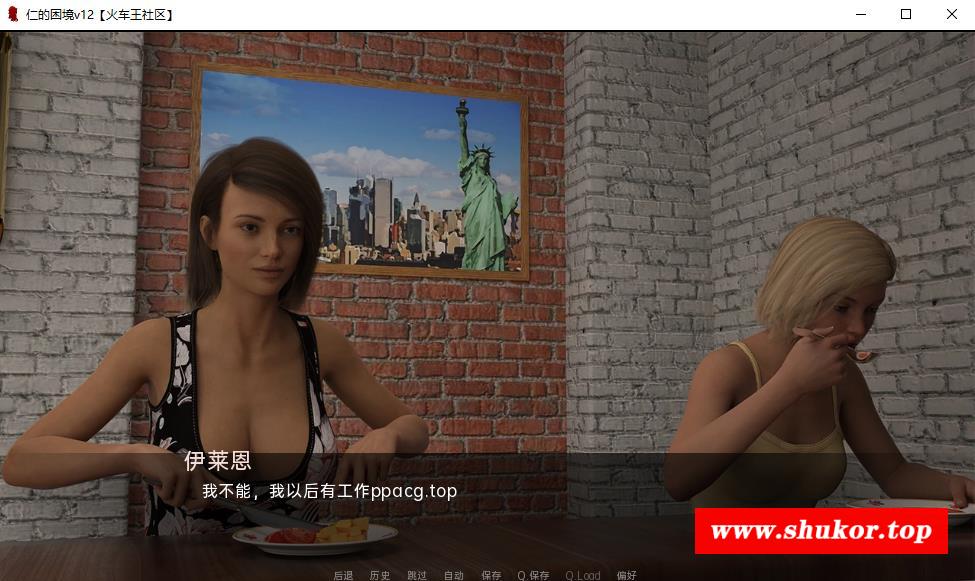 仁的困境v12【火车王社区】
伊莱恩
我不能，我以后有工作ppacg.top
www.shukor.top
后退 历史 跳过 自动 保存 Q.保存 Q.Load 偏好